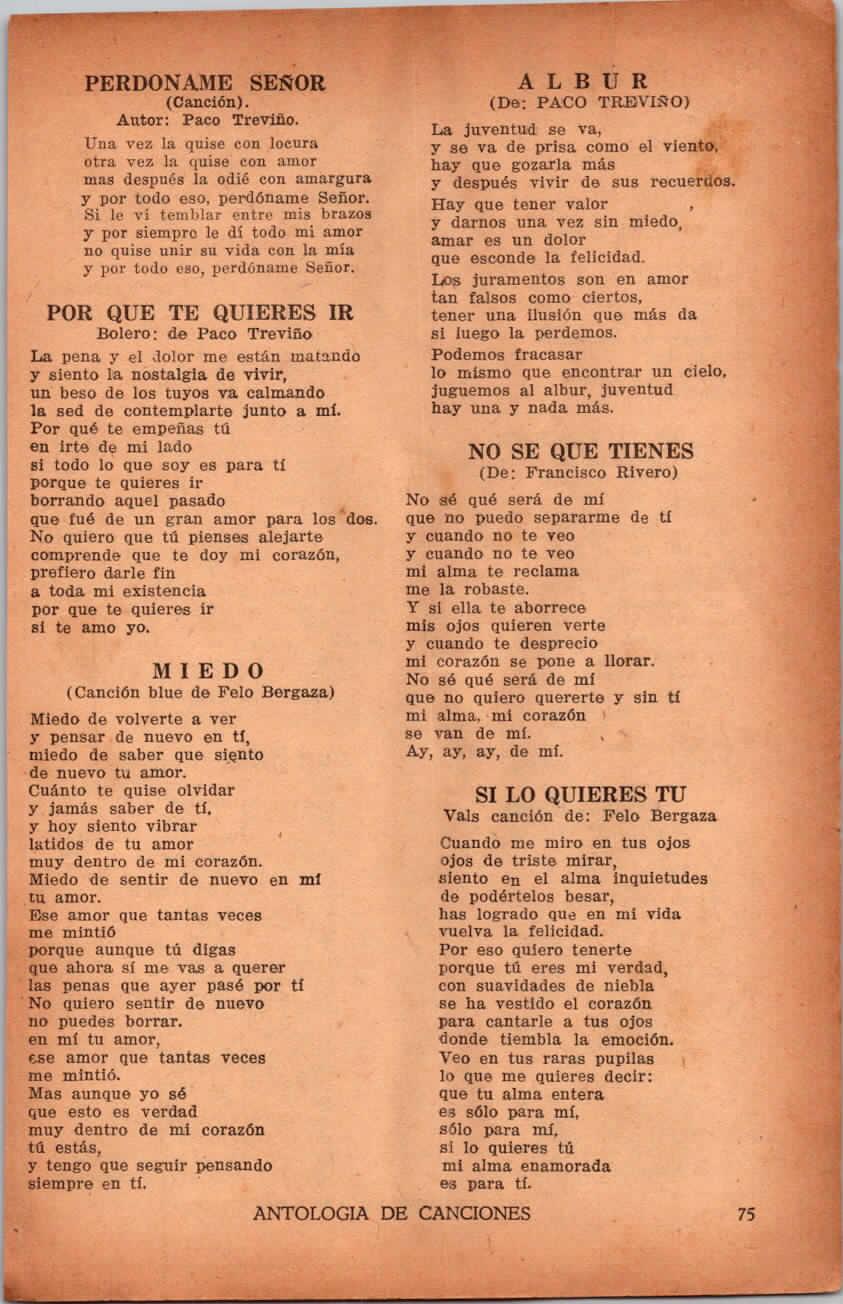 PERDONAME SEÑOR
(Canción).
Autor: Paco Treviño.
Una vez la quise con locura
otra vez la quise con amor
mas después la odié con amargura
y por todo eso, perdóname Señor.
Si le ví temblar entre mis brazos
y por siempre le dí todo mi amor
no quise unir su vida con la mía
y por todo eso, perdóname Señor.
POR QUE TE QUIERES IR
Bolero: de Paco Treviño
La pena y el dolor me están matando
y siento la nostalgia de vivir,
un beso de los tuyos va calmando
la sed de contemplarte junto a mí.
Por qué te empeñas tú
en irte de mi lado
si todo lo que soy es para tí
porque te quieres ir
borrando aquel pasado
que fué de un gran amor para los dos.
No quiero que tú pienses alejarte
comprende que te doy mi corazón,
prefiero darle fin
a toda mi existencia
por que te quieres ir
si te amo yo.
MIEDO
(Canción blue de Felo Bergaza)
Miedo de volverte a ver
y pensar de nuevo en tí,
miedo de saber que siento
de nuevo tu amor.
Cuánto te quise olvidar
y jamás saber de tí,
y hoy siento vibrar
latidos de tu amor
muy dentro de mi corazón.
Miedo de sentir de nuevo en mí
tu amor.
Ese amor que tantas veces
me mintió
porque aunque tú digas
que ahora sí me vas a querer
las penas que ayer pasé por tí
No quiero sentir de nuevo
no puedes borrar.
en mí tu amor,
ese amor que tantas veces
me mintió.
Mas aunque yo sé
que esto es verdad
muy dentro de mi corazón
tú estás,
y tengo que seguir pensando
siempre en tí.
ALBUR
(De: PACO TREVIÑO)
La juventud se va,
y se va de prisa como el viento,
hay que gozarla más
y después vivir de sus recuerdos.
Hay que tener valor
y darnos una vez sin miedo,
amar es un dolor
que esconde la felicidad.
Los juramentos son en amor
tan falsos como ciertos,
tener una ilusión que más da
si luego la perdemos.
Podemos fracasar
lo mismo que encontrar un cielo,
juguemos al albur, juventud
hay una y nada más.
NO SE QUE TIENES
(De: Francisco Rivero)
No sé qué será de mí
que no puedo separarme de tí
y cuando no te veo
y cuando no te veo
mi alma te reclama
me la robaste.
Y si ella te aborrece
mis ojos quieren verte
y cuando te desprecio
mi corazón se pone a llorar.
No sé qué será de mí
que no quiero quererte y sin tí
mi alma, mi corazón
se van de mí.
Ay, ay, ay, de mí.
SI LO QUIERES TU
Vals canción de: Felo Bergaza
Cuando me miro en tus ojos
ojos de triste mirar,
siento en el alma inquietudes
de podértelos besar,
has logrado que en mi vida
vuelva la felicidad.
Por eso quiero tenerte
porque tú eres mi verdad,
con suavidades de niebla
se ha vestido el corazón
para cantarle a tus ojos
donde tiembla la emoción.
Veo en tus raras pupilas
lo que me quieres decir:
que tu alma entera
es sólo para mí,
sólo para mí,
si lo quieres tú
mi alma enamorada
es para tí.
ANTOLOGIA DE CANCIONES 75